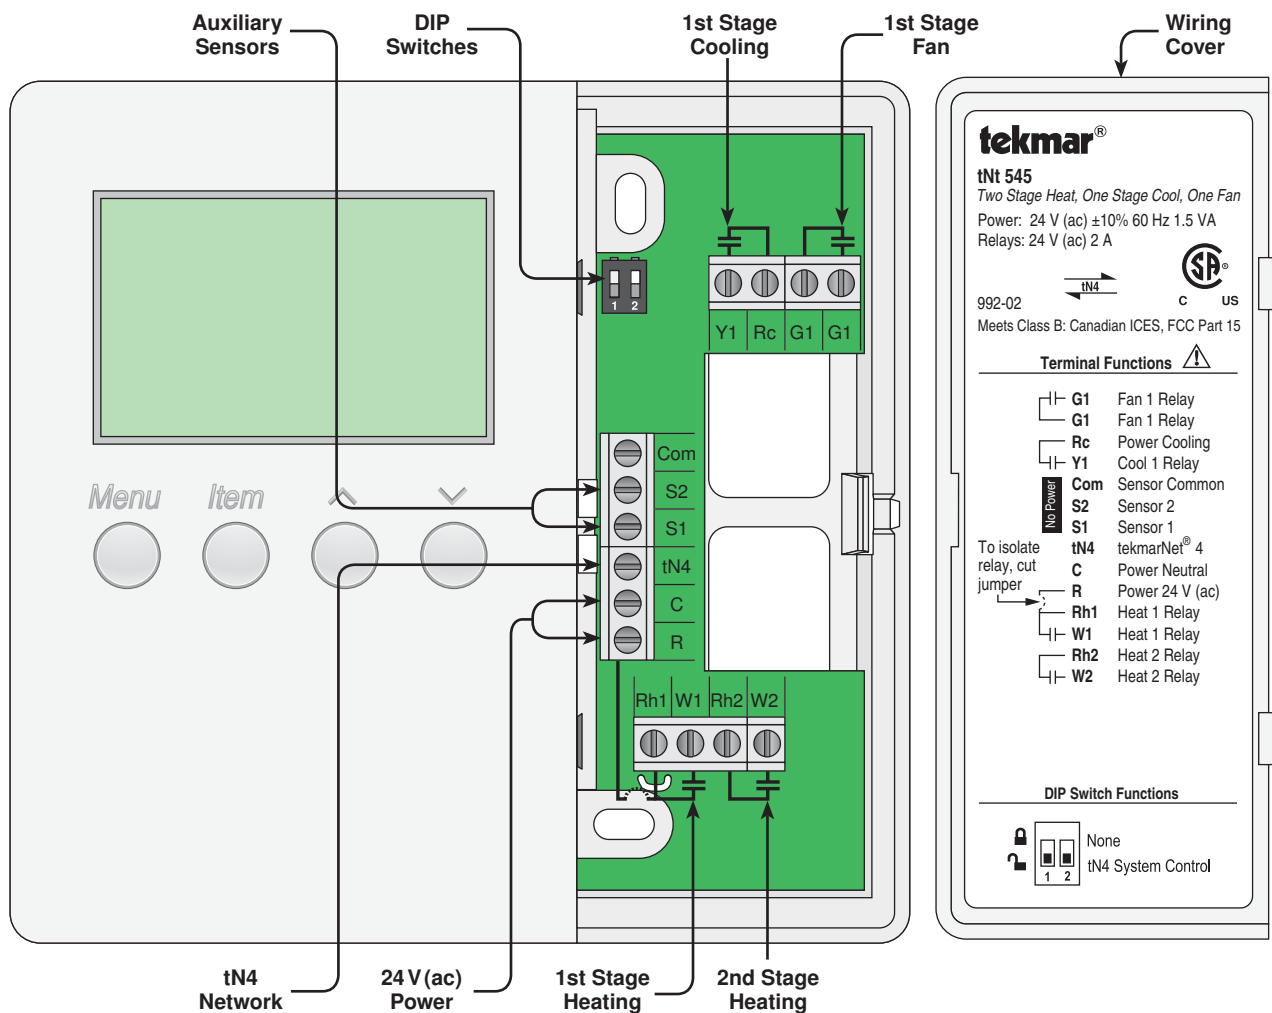 Auxiliary
Sensors
DIP
Switches
1st Stage
Cooling
1st Stage
Fan
Wiring
Cover
Menu
Item
1 2
Y1 Rc G1 G1
Com
S2
S1
tN4
C
R
Rh1 W1 Rh2 W2
tN4
Network
24 V (ac)
Power
1st Stage
Heating
2nd Stage
Heating
tekmar®
tNt 545
Two Stage Heat, One Stage Cool, One Fan
Power: 24 V (ac) ±10% 60 Hz 1.5 VA
Relays: 24 V (ac) 2 A
992-02
tN4
SA ®
C US
Meets Class B: Canadian ICES, FCC Part 15
Terminal Functions
G1 Fan 1 Relay
G1 Fan 1 Relay
Rc Power Cooling
Y1 Cool 1 Relay
No Power
Com Sensor Common
S2 Sensor 2
S1 Sensor 1
tN4 tekmarNet® 4
C Power Neutral
R Power 24 V (ac)
Rh1 Heat 1 Relay
W1 Heat 1 Relay
Rh2 Heat 2 Relay
W2 Heat 2 Relay
To isolate
relay, cut
jumper
DIP Switch Functions
None
tN4 System Control
1 2